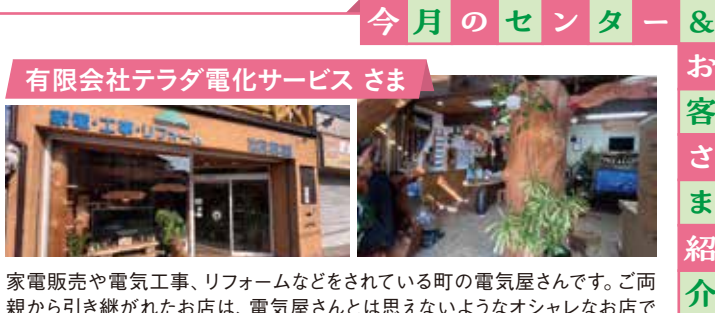 今月のセンター&
お客さま紹介
有限会社テラダ電化サービス さま
家電・工事・リフォーム
家電販売や電気工事、リフォームなどをされている町の電気屋さんです。ご両
親から引き継がれたお店は、電気屋さんとは思えないようなオシャレなお店で